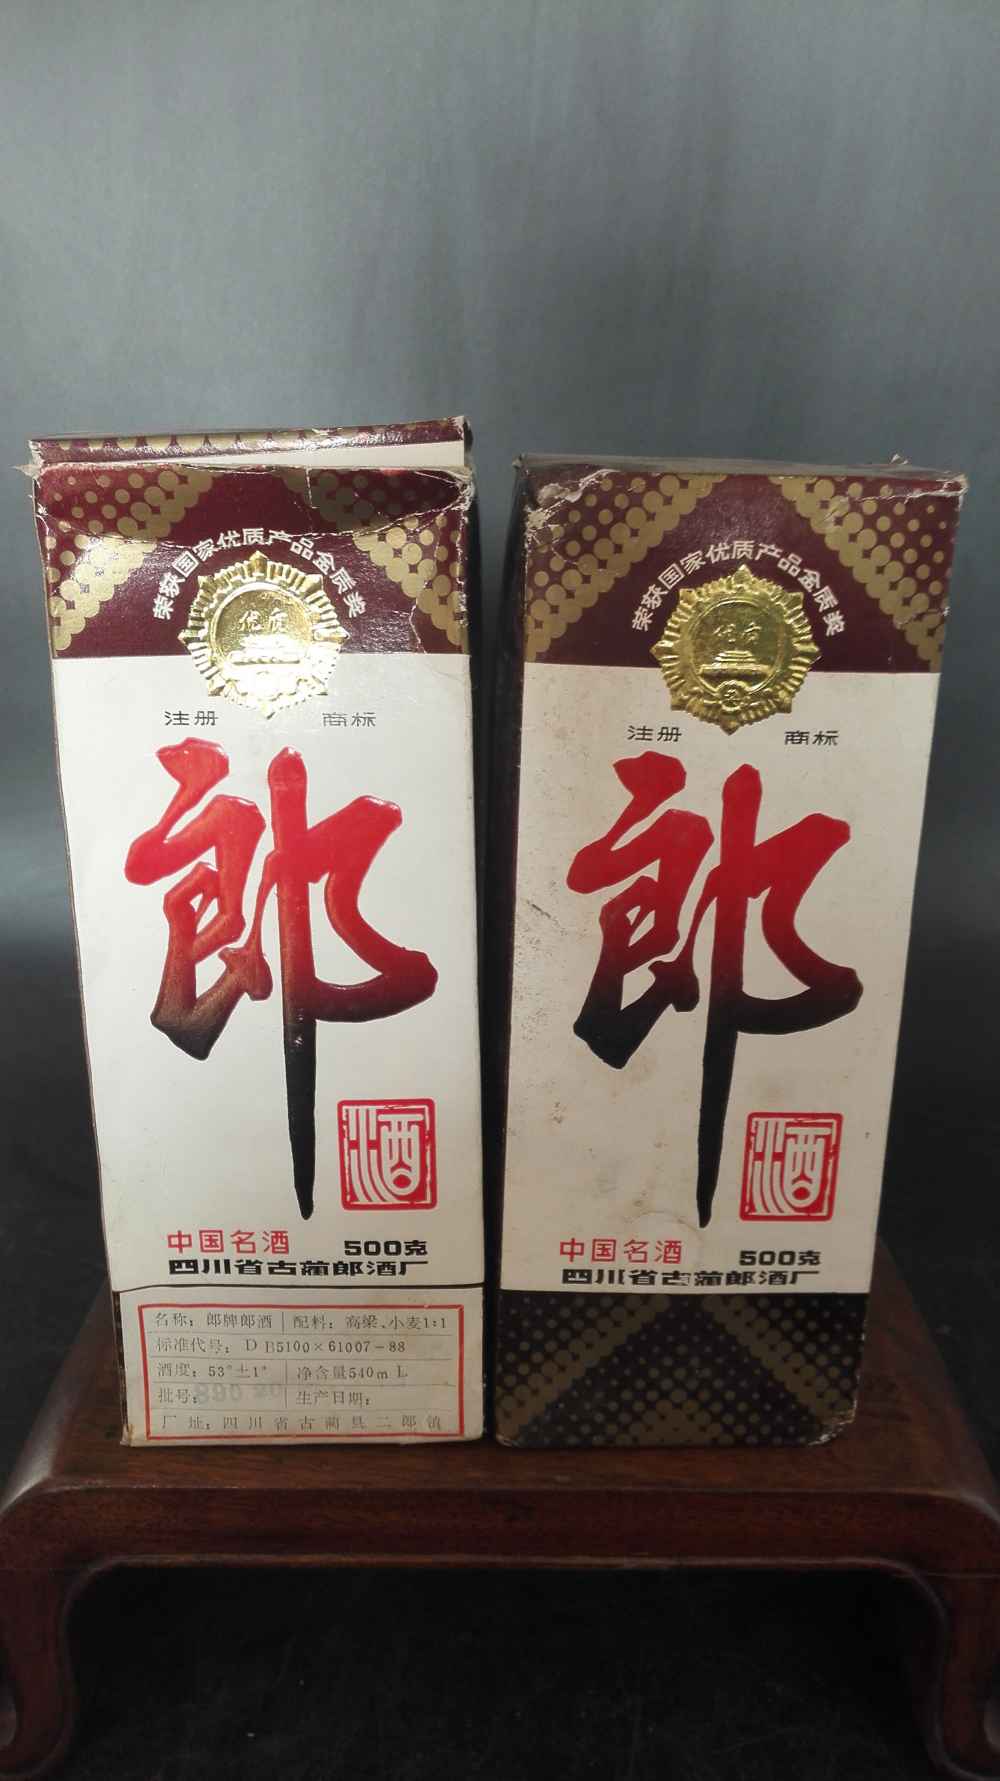 荣获国家优质产品金质奖
优质
注册 商标
郎
酒
中国名酒 500克
四川省古蔺郎酒厂
名称：郎牌郎酒 配料：高粱、小麦1:1
标准代号：DB5100×61007-88
酒度：53°±1° 净含量540mL
批号： 生产日期：
厂址：四川省古蔺县二郎镇
荣获国家优质产品金质奖
优质
注册 商标
郎
酒
中国名酒 500克
四川省古蔺郎酒厂